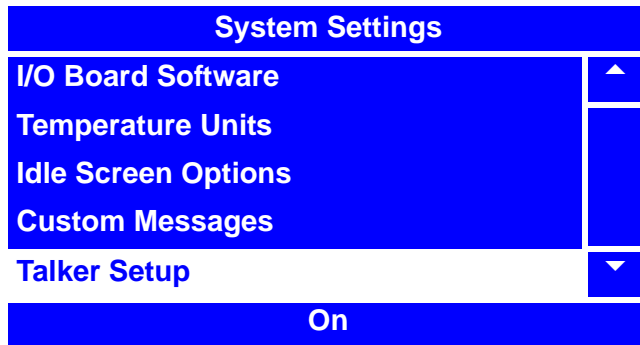 System Settings
I/O Board Software
Temperature Units
Idle Screen Options
Custom Messages
Talker Setup
On